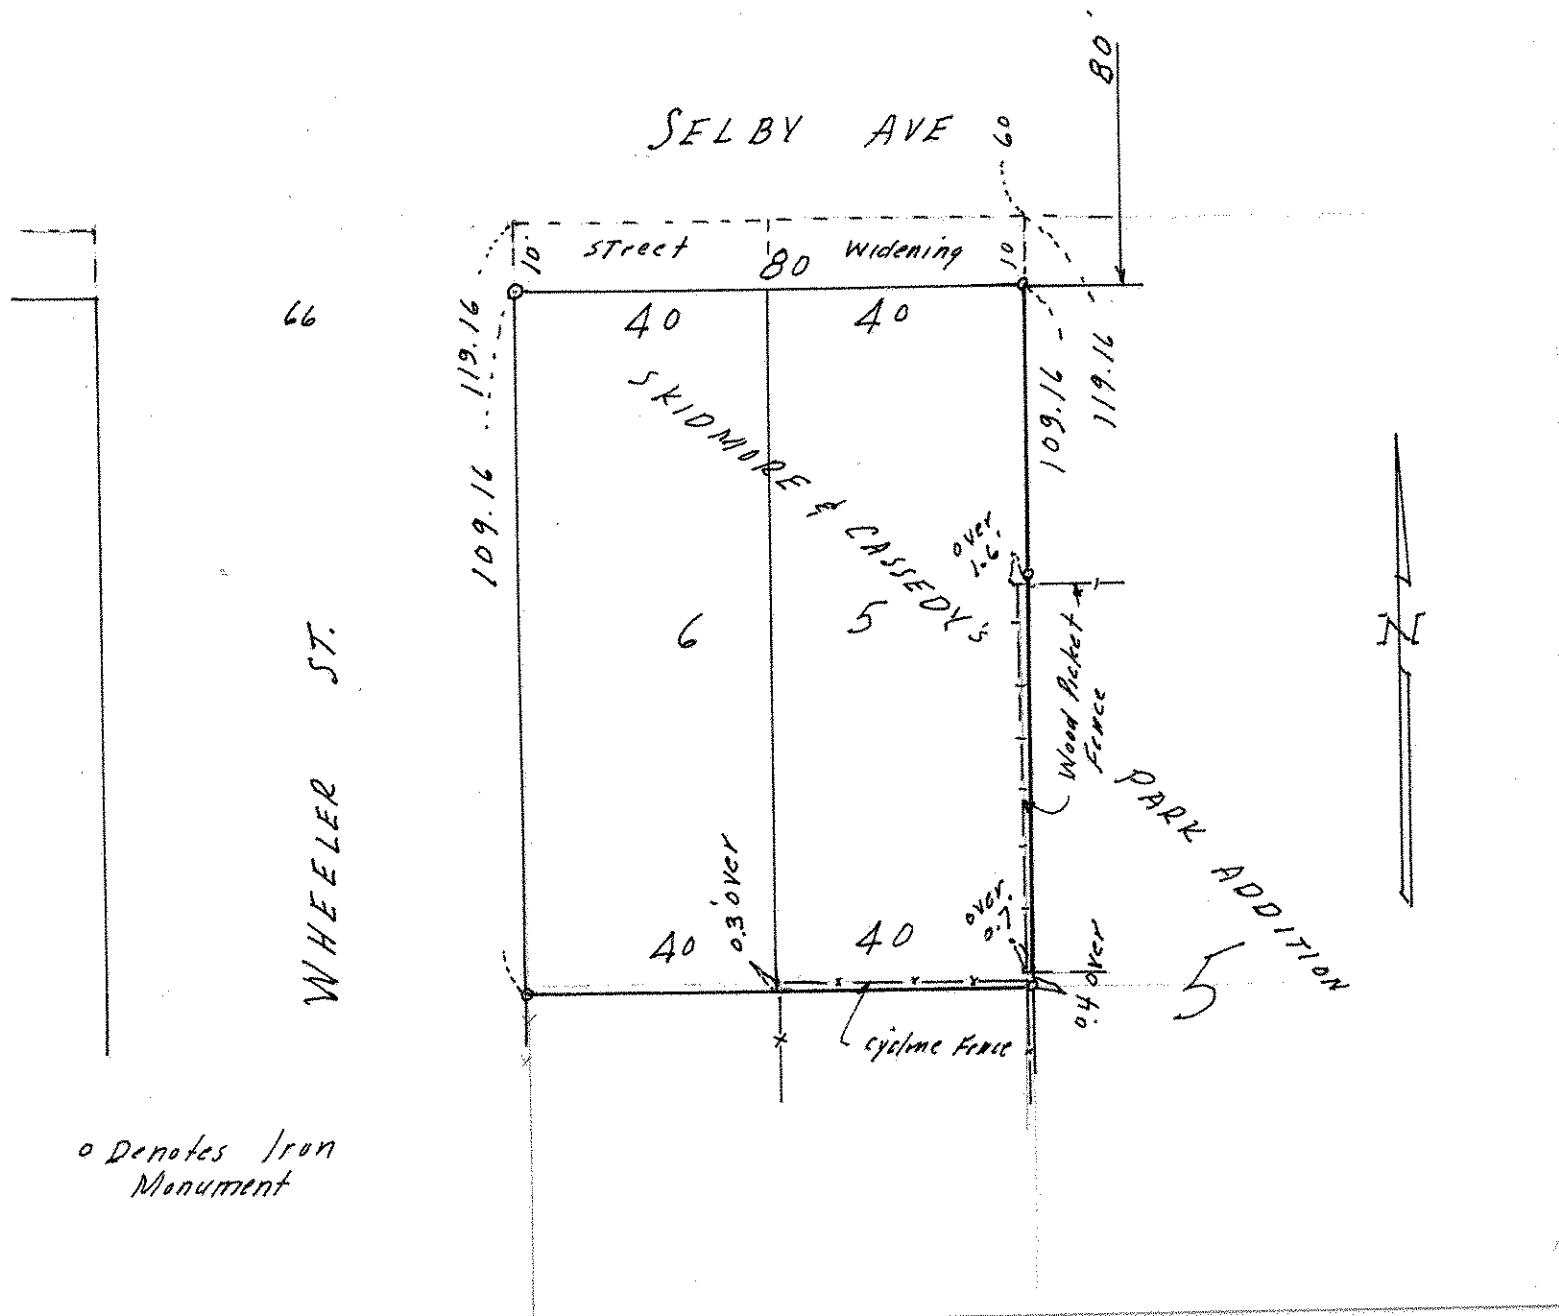 80'
SELBY AVE
60
10'
Street
Widening
10
80
66
40
40
119.16
109.16
109.16
119.16
SKIDMORE & CASSEDY'S
over
1.6'
6
5
Wood Picket
Fence
N
WHEELER ST.
PARK ADDITION
0.3' over
over
0.7'
40
40
0.4 over
5
cyclone Fence
o Denotes Iron
Monument